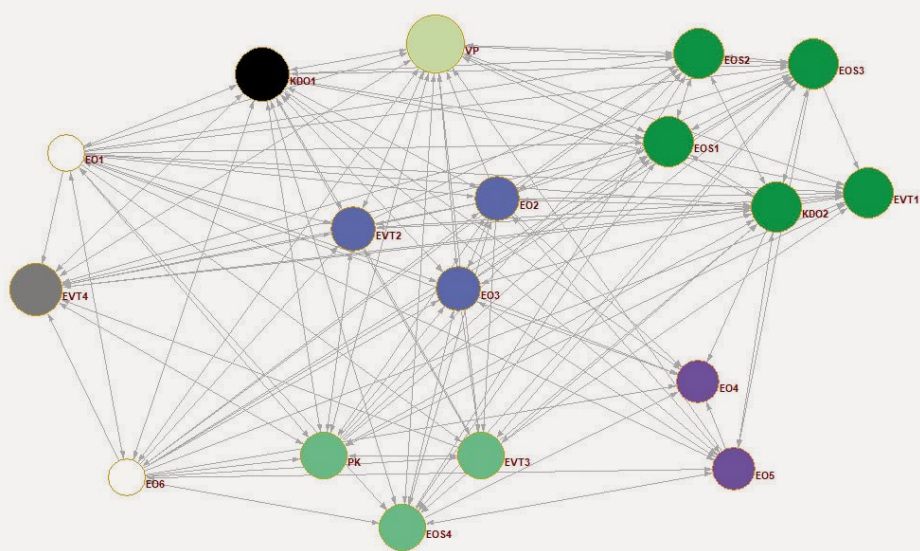 VP
KDO1
EOS2
EOS3
EOS1
EO1
EO2
EVT1
KDO2
EVT2
EVT4
EO3
EO4
PK
EVT3
EO5
EO6
EOS4